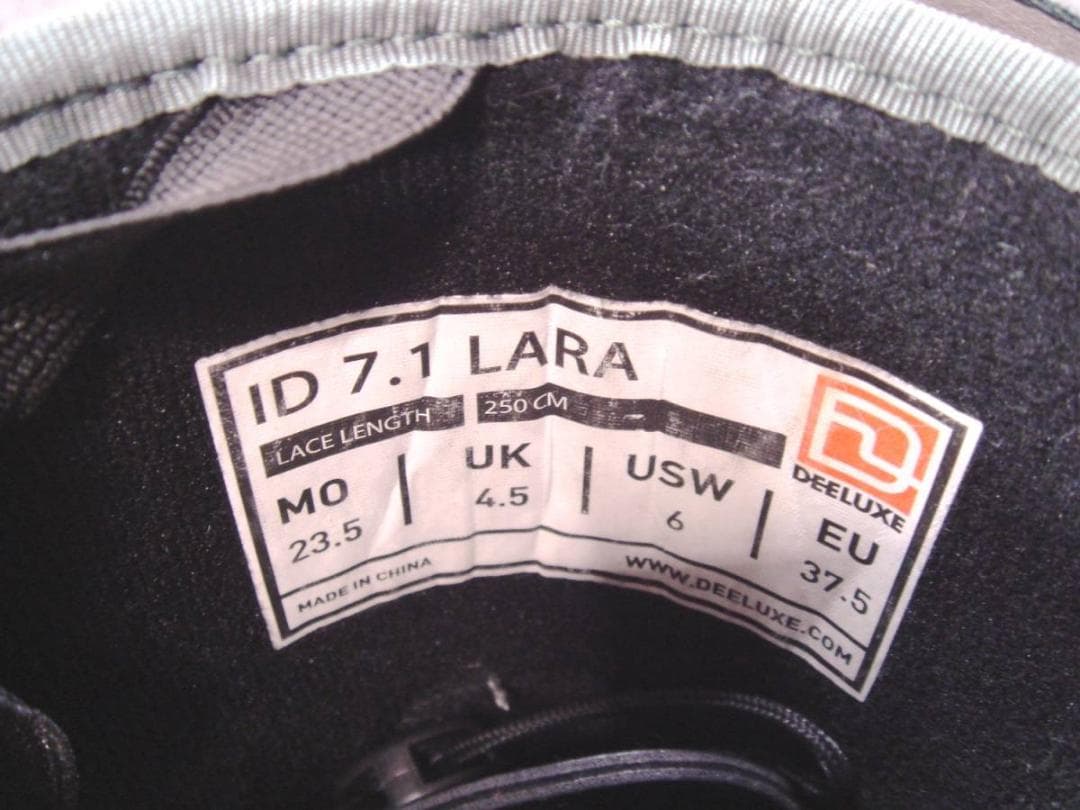 ID 7.1 LARA
LACE LENGTH 250 CM
DEELUXE
MO UK USW EU
23.5 4.5 6 37.5
MADE IN CHINA WWW.DEELUXE.COM